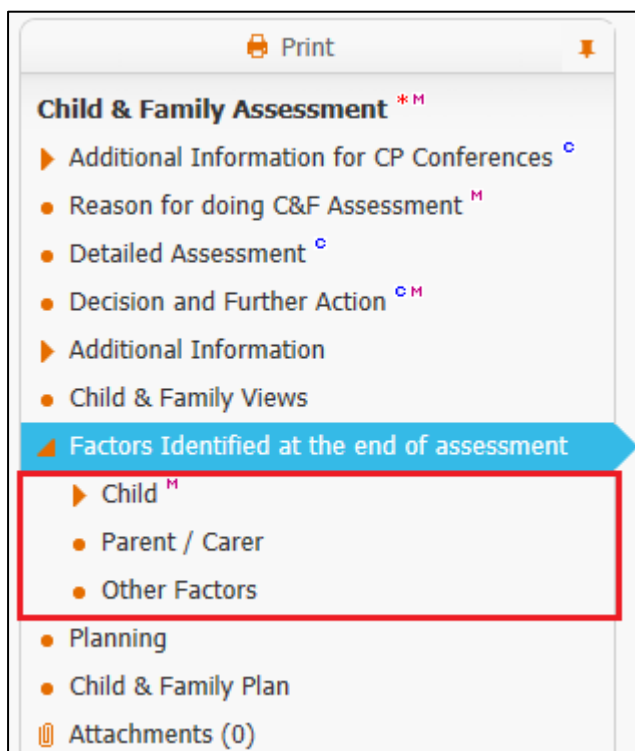 Print
Child & Family Assessment * M
Additional Information for CP Conferences C
Reason for doing C&F Assessment M
Detailed Assessment C
Decision and Further Action C M
Additional Information
Child & Family Views
Factors Identified at the end of assessment
Child M
Parent / Carer
Other Factors
Planning
Child & Family Plan
Attachments (0)